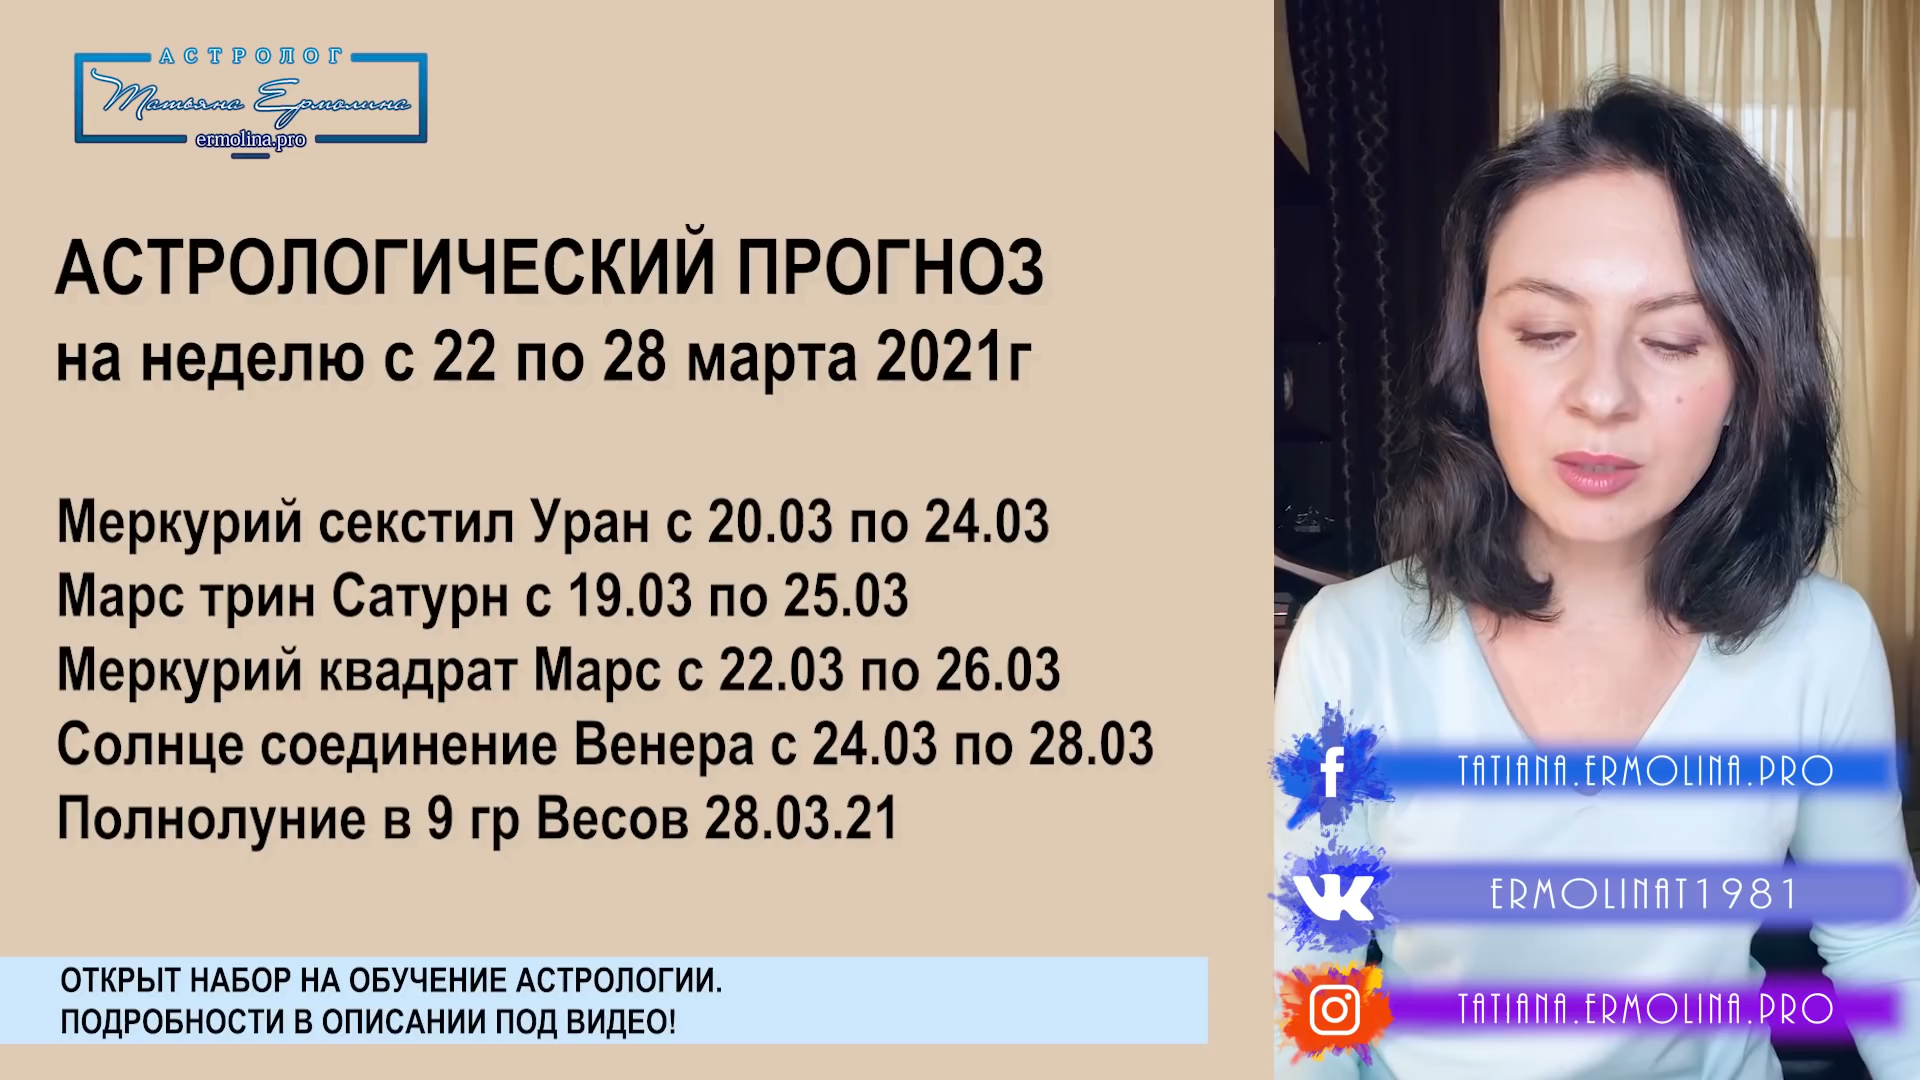 АСТРОЛОГ
Татьяна Ермолина
ermolina.pro
АСТРОЛОГИЧЕСКИЙ ПРОГНОЗ
на неделю с 22 по 28 марта 2021г
Меркурий секстил Уран с 20.03 по 24.03
Марс трин Сатурн с 19.03 по 25.03
Меркурий квадрат Марс с 22.03 по 26.03
Солнце соединение Венера с 24.03 по 28.03
Полнолуние в 9 гр Весов 28.03.21
ОТКРЫТ НАБОР НА ОБУЧЕНИЕ АСТРОЛОГИИ.
ПОДРОБНОСТИ В ОПИСАНИИ ПОД ВИДЕО!
TATIANA.ERMOLINA.PRO
ERMOLINAT1981
TATIANA.ERMOLINA.PRO